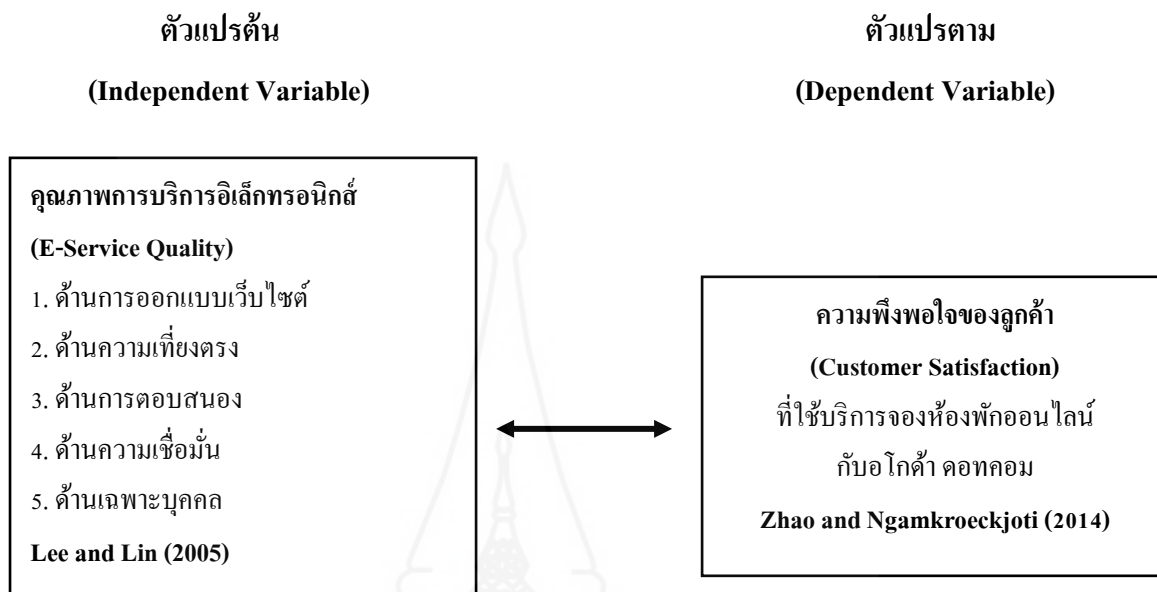 ตัวแปรต้น
(Independent Variable)
คุณภาพการบริการอิเล็กทรอนิกส์
(E-Service Quality)
1. ด้านการออกแบบเว็บไซต์
2. ด้านความเที่ยงตรง
3. ด้านการตอบสนอง
4. ด้านความเชื่อมั่น
5. ด้านเฉพาะบุคคล
Lee and Lin (2005)
ตัวแปรตาม
(Dependent Variable)
ความพึงพอใจของลูกค้า
(Customer Satisfaction)
ที่ใช้บริการจองห้องพักออนไลน์
กับอโกด้า ดอทคอม
Zhao and Ngamkroeckjoti (2014)